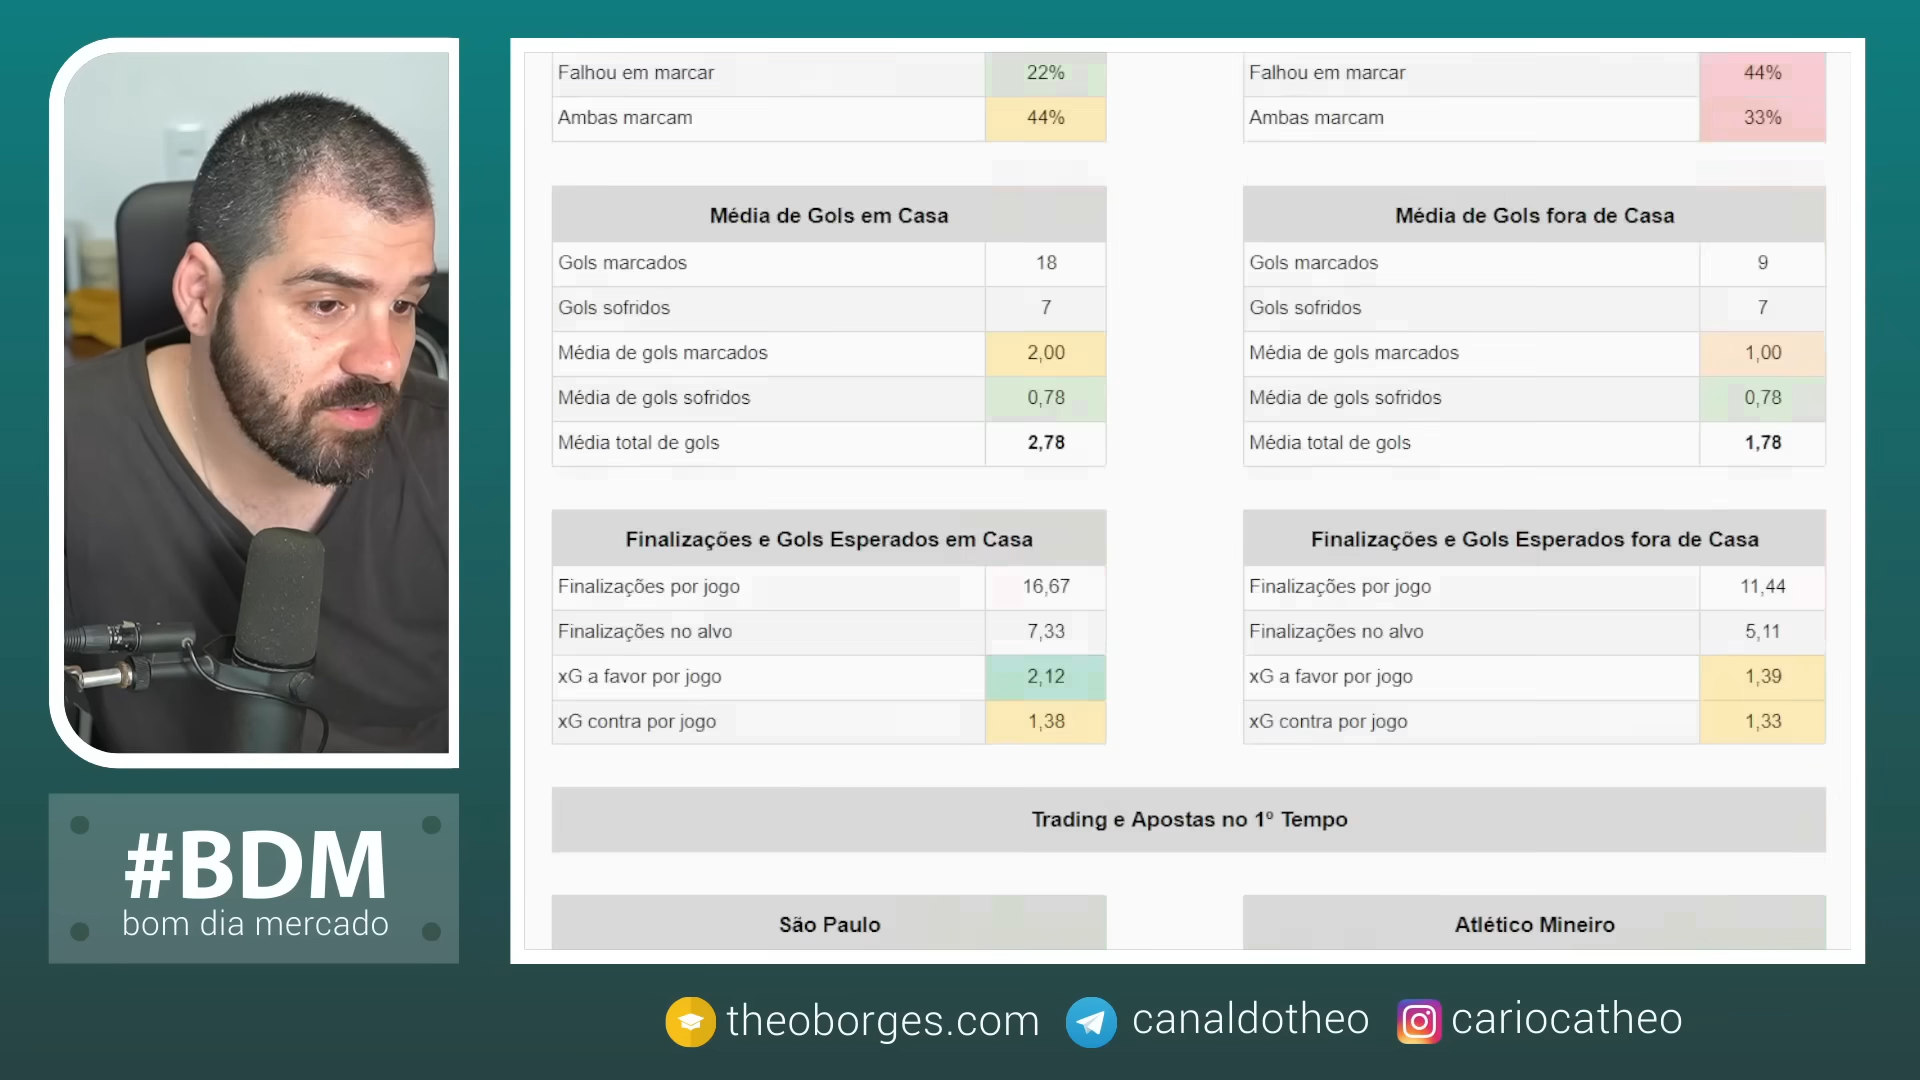 Falhou em marcar 22%
Ambas marcam 44%
Média de Gols em Casa
Gols marcados 18
Gols sofridos 7
Média de gols marcados 2,00
Média de gols sofridos 0,78
Média total de gols 2,78
Finalizações e Gols Esperados em Casa
Finalizações por jogo 16,67
Finalizações no alvo 7,33
xG a favor por jogo 2,12
xG contra por jogo 1,38
Falhou em marcar 44%
Ambas marcam 33%
Média de Gols fora de Casa
Gols marcados 9
Gols sofridos 7
Média de gols marcados 1,00
Média de gols sofridos 0,78
Média total de gols 1,78
Finalizações e Gols Esperados fora de Casa
Finalizações por jogo 11,44
Finalizações no alvo 5,11
xG a favor por jogo 1,39
xG contra por jogo 1,33
Trading e Apostas no 1º Tempo
São Paulo
Atlético Mineiro
#BDM
bom dia mercado
theoborges.com
canaldotheo
cariocatheo